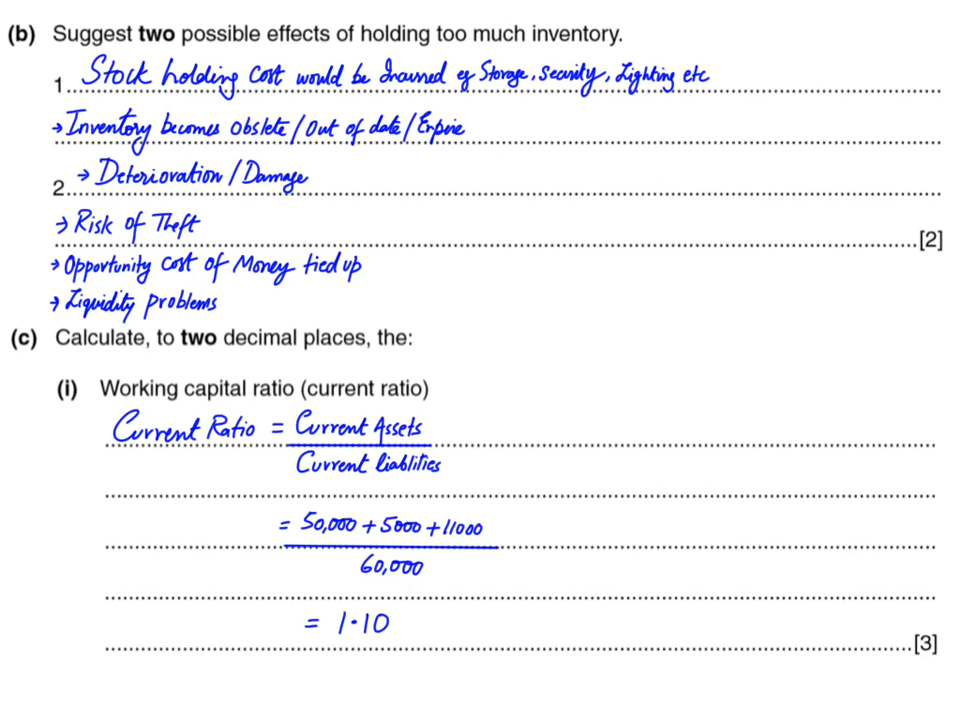 (b) Suggest two possible effects of holding too much inventory.
1 Stock holding cost would be incurred eg Storage, Security, Lighting etc
→ Inventory becomes obslete / Out of date / Expire
2 → Deterioration / Damage
→ Risk of Theft
[2]
→ Opportunity cost of Money tied up
→ Liquidity problems
(c) Calculate, to two decimal places, the:
(i) Working capital ratio (current ratio)
Current Ratio = Current Assets
Current liablities
= 50,000 + 5000 + 11000
60,000
= 1.10
[3]